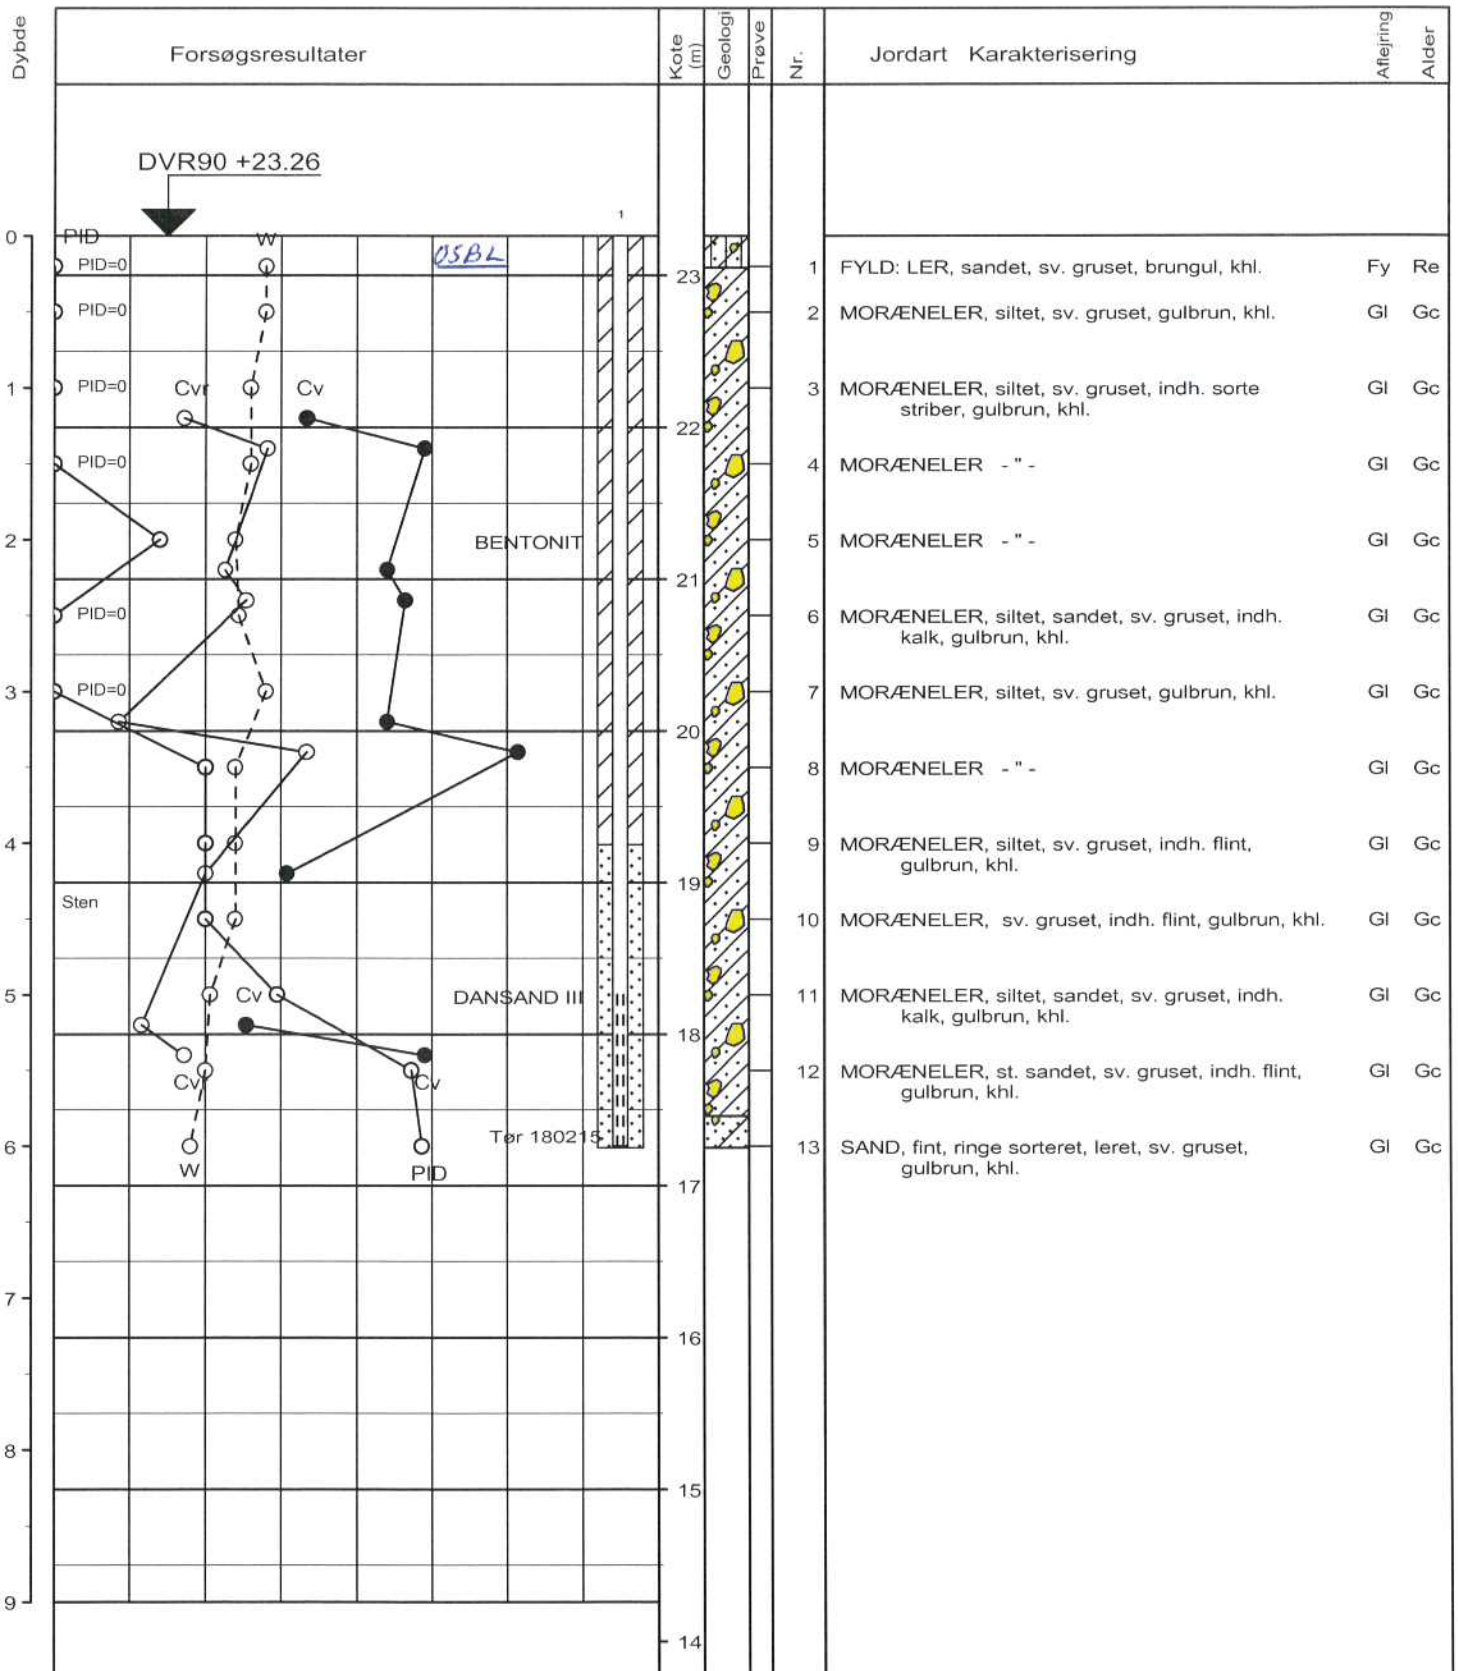 Dybde
Forsøgsresultater
Kote (m)
Geologi
Prøve
Nr.
Jordart Karakterisering
Aflejring
Alder
DVR90 +23.26
1
0
PID
W
OSBL
PID=0
23
1 FYLD: LER, sandet, sv. gruset, brungul, khl. Fy Re
PID=0
2 MORÆNELER, siltet, sv. gruset, gulbrun, khl. Gl Gc
1
PID=0
Cvr
Cv
3 MORÆNELER, siltet, sv. gruset, indh. sorte Gl Gc
striber, gulbrun, khl.
22
PID=0
4 MORÆNELER - " - Gl Gc
2
BENTONIT
5 MORÆNELER - " - Gl Gc
21
PID=0
6 MORÆNELER, siltet, sandet, sv. gruset, indh. Gl Gc
kalk, gulbrun, khl.
3
PID=0
7 MORÆNELER, siltet, sv. gruset, gulbrun, khl. Gl Gc
20
8 MORÆNELER - " - Gl Gc
4
9 MORÆNELER, siltet, sv. gruset, indh. flint, Gl Gc
gulbrun, khl.
19
Sten
10 MORÆNELER, sv. gruset, indh. flint, gulbrun, khl. Gl Gc
5
Cv
DANSAND III
11 MORÆNELER, siltet, sandet, sv. gruset, indh. Gl Gc
kalk, gulbrun, khl.
18
Cv
Cv
12 MORÆNELER, st. sandet, sv. gruset, indh. flint, Gl Gc
gulbrun, khl.
6
Tør 180215
13 SAND, fint, ringe sorteret, leret, sv. gruset, Gl Gc
gulbrun, khl.
W
PID
17
7
16
8
15
9
14